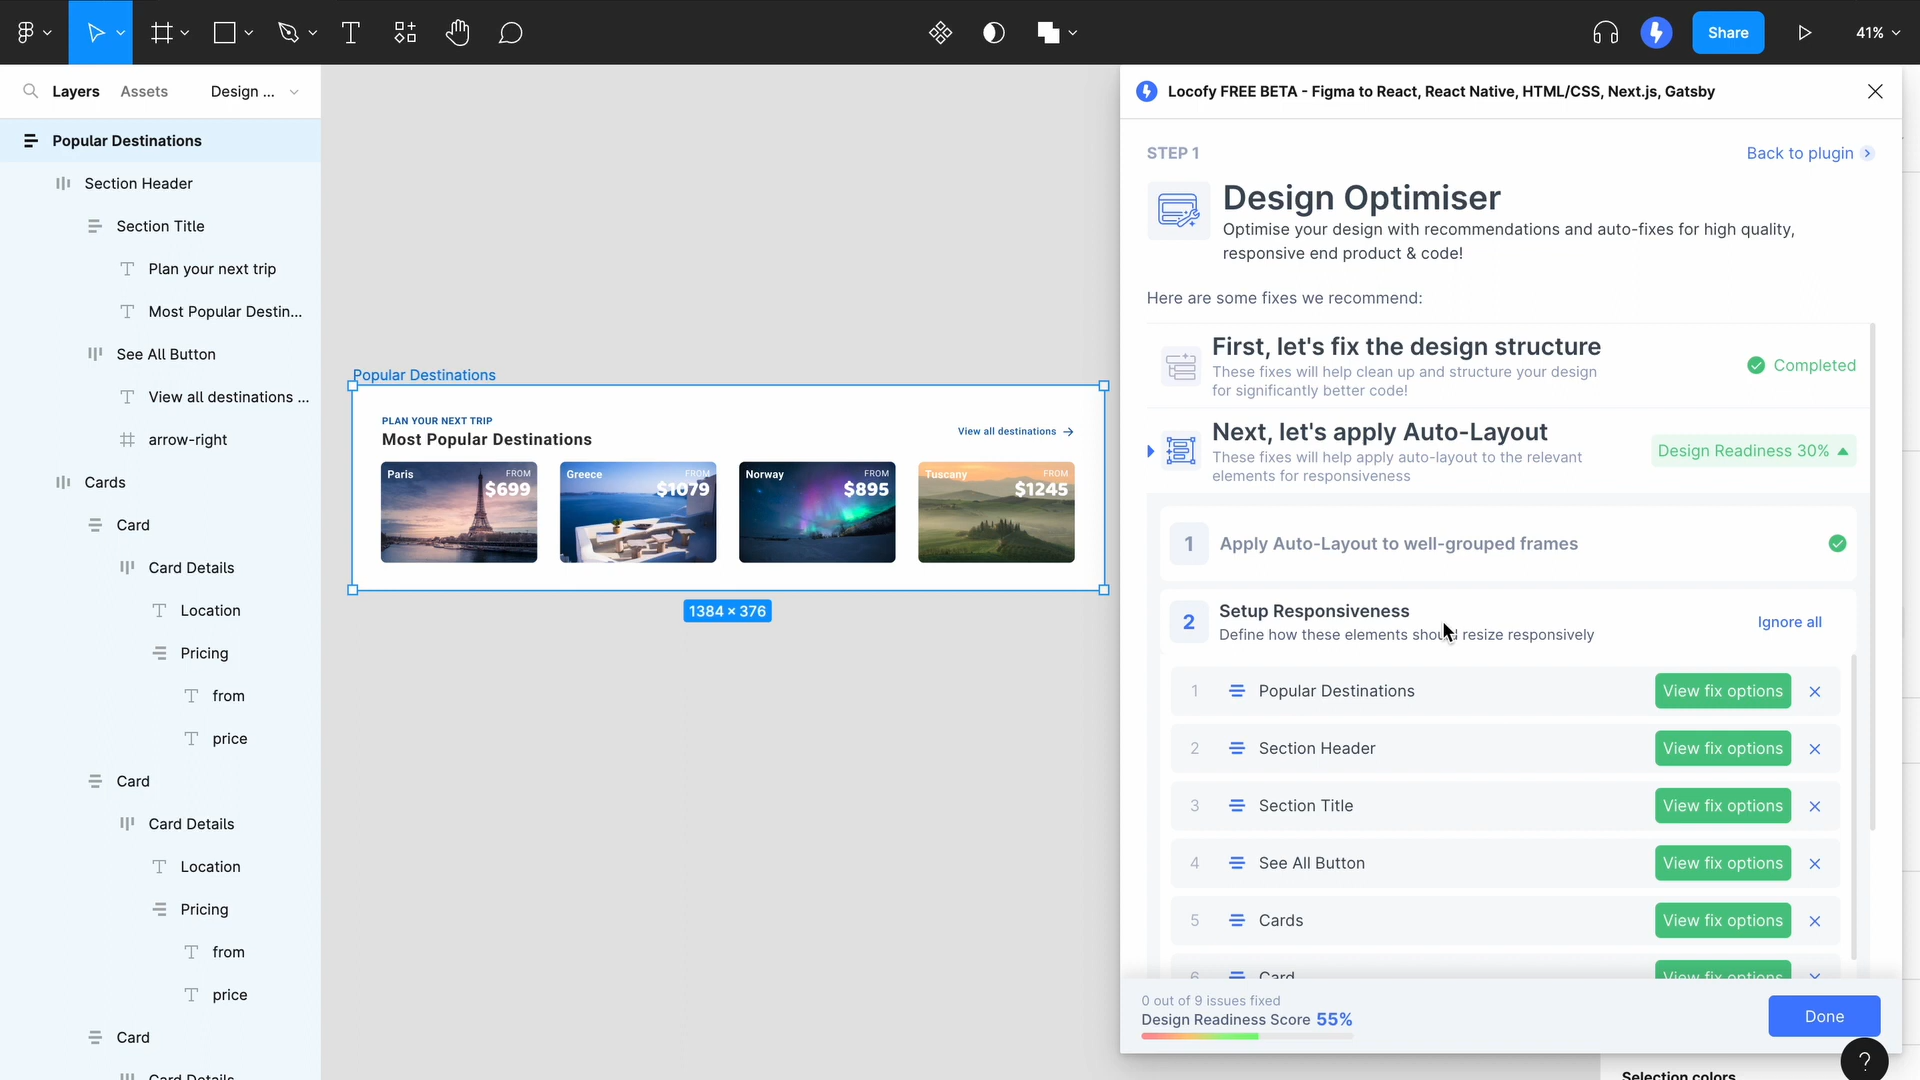 Share
41%
Layers
Assets
Design ...
Popular Destinations
Section Header
Section Title
Plan your next trip
Most Popular Destin...
See All Button
View all destinations ...
arrow-right
Cards
Card
Card Details
Location
Pricing
from
price
Card
Card Details
Location
Pricing
from
price
Card
Card Details
Popular Destinations
PLAN YOUR NEXT TRIP
Most Popular Destinations
View all destinations
Paris
FROM
$699
Greece
FROM
$1079
Norway
FROM
$895
Tuscany
FROM
$1245
1384 × 376
Locofy FREE BETA - Figma to React, React Native, HTML/CSS, Next.js, Gatsby
STEP 1
Back to plugin
Design Optimiser
Optimise your design with recommendations and auto-fixes for high quality,
responsive end product & code!
Here are some fixes we recommend:
First, let's fix the design structure
These fixes will help clean up and structure your design
for significantly better code!
Completed
Next, let's apply Auto-Layout
These fixes will help apply auto-layout to the relevant
elements for responsiveness
Design Readiness 30%
1
Apply Auto-Layout to well-grouped frames
2
Setup Responsiveness
Define how these elements should resize responsively
Ignore all
1 Popular Destinations View fix options
2 Section Header View fix options
3 Section Title View fix options
4 See All Button View fix options
5 Cards View fix options
6 Card View fix options
0 out of 9 issues fixed
Design Readiness Score 55%
Done
?
Selection colors